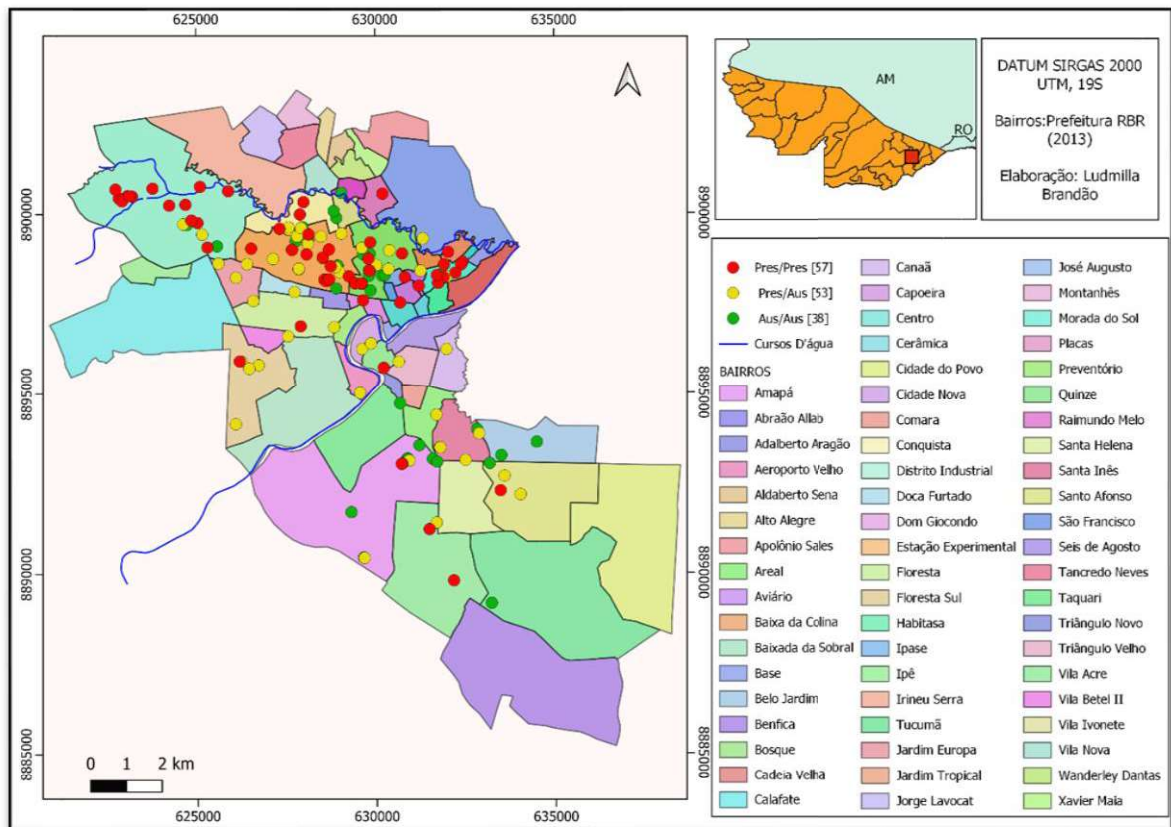 625000
630000
635000
8890000
8885000
0 1 2 km
625000
630000
635000
AM
RO
DATUM SIRGAS 2000
UTM, 19S
Bairros:Prefeitura RBR
(2013)
Elaboração: Ludmilla
Brandão
Pres/Pres [57]
Pres/Aus [53]
Aus/Aus [38]
Cursos D'água
BAIRROS
Amapá
Abraão Allab
Adalberto Aragão
Aeroporto Velho
Aldaberto Sena
Alto Alegre
Apolônio Sales
Areal
Aviário
Baixa da Colina
Baixada da Sobral
Base
Belo Jardim
Benfica
Bosque
Cadeia Velha
Calafate
Canaã
Capoeira
Centro
Cerâmica
Cidade do Povo
Cidade Nova
Comara
Conquista
Distrito Industrial
Doca Furtado
Dom Giocondo
Estação Experimental
Floresta
Floresta Sul
Habitasa
Ipase
Ipê
Irineu Serra
Tucumã
Jardim Europa
Jardim Tropical
Jorge Lavocat
José Augusto
Montanhês
Morada do Sol
Placas
Preventório
Quinze
Raimundo Melo
Santa Helena
Santa Inês
Santo Afonso
São Francisco
Seis de Agosto
Tancredo Neves
Taquari
Triângulo Novo
Triângulo Velho
Vila Acre
Vila Betel II
Vila Ivonete
Vila Nova
Wanderley Dantas
Xavier Maia